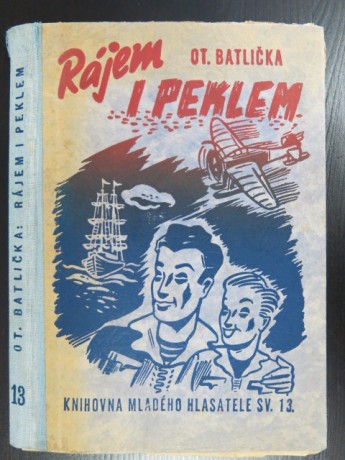 Rájem
OT. BATLIČKA
I PEKLEM
KNIHOVNA MLADÉHO HLASATELE SV. 13.
OT. BATLIČKA: RÁJEM I PEKLEM
13